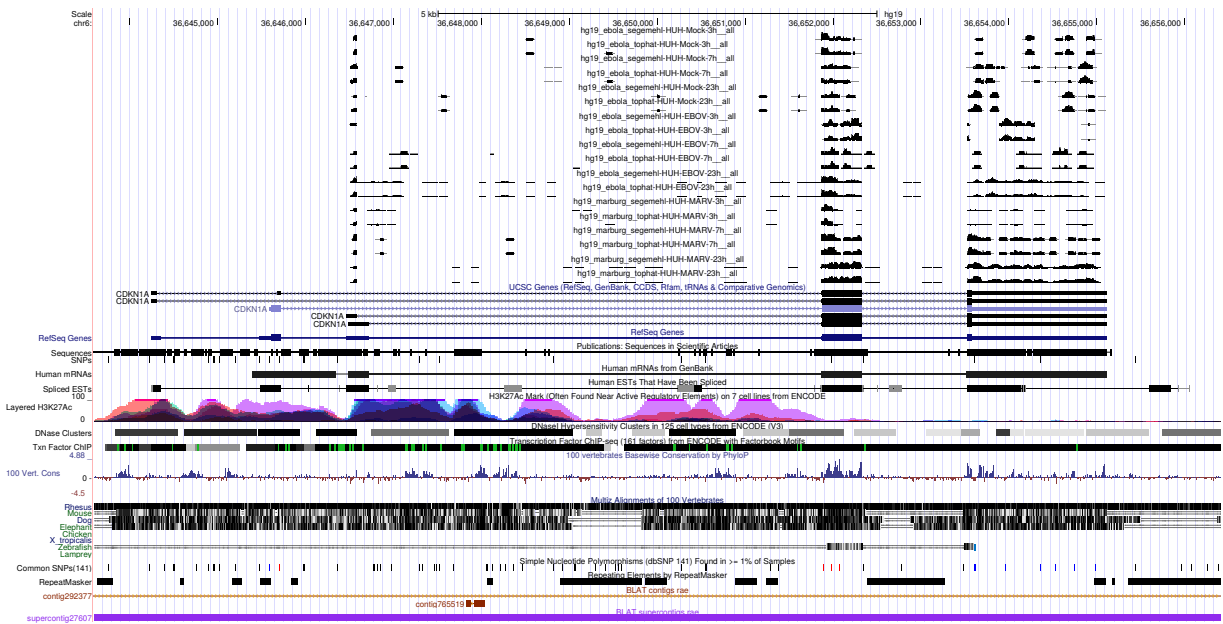 Scale 5 kb hg19
chr6: 36,645,000 36,646,000 36,647,000 36,648,000 36,649,000 36,650,000 36,651,000 36,652,000 36,653,000 36,654,000 36,655,000 36,656,000
hg19_ebola_segemehl-HUH-Mock-3h__all
hg19_ebola_tophat-HUH-Mock-3h__all
hg19_ebola_segemehl-HUH-Mock-7h__all
hg19_ebola_tophat-HUH-Mock-7h__all
hg19_ebola_segemehl-HUH-Mock-23h__all
hg19_ebola_tophat-HUH-Mock-23h__all
hg19_ebola_segemehl-HUH-EBOV-3h__all
hg19_ebola_tophat-HUH-EBOV-3h__all
hg19_ebola_segemehl-HUH-EBOV-7h__all
hg19_ebola_tophat-HUH-EBOV-7h__all
hg19_ebola_segemehl-HUH-EBOV-23h__all
hg19_ebola_tophat-HUH-EBOV-23h__all
hg19_marburg_segemehl-HUH-MARV-3h__all
hg19_marburg_tophat-HUH-MARV-3h__all
hg19_marburg_segemehl-HUH-MARV-7h__all
hg19_marburg_tophat-HUH-MARV-7h__all
hg19_marburg_segemehl-HUH-MARV-23h__all
hg19_marburg_tophat-HUH-MARV-23h__all
UCSC Genes (RefSeq, GenBank, CCDS, Rfam, tRNAs & Comparative Genomics)
CDKN1A
CDKN1A
CDKN1A
CDKN1A
CDKN1A
RefSeq Genes
RefSeq Genes
Publications: Sequences in Scientific Articles
Sequences
SNPs
Human mRNAs from GenBank
Human mRNAs
Human ESTs That Have Been Spliced
Spliced ESTs
H3K27Ac Mark (Often Found Near Active Regulatory Elements) on 7 cell lines from ENCODE
100
Layered H3K27Ac
0
DNaseI Hypersensitivity Clusters in 125 cell types from ENCODE (V3)
DNase Clusters
Transcription Factor ChIP-seq (161 factors) from ENCODE with Factorbook Motifs
Txn Factor ChIP
100 vertebrates Basewise Conservation by PhyloP
4.88
100 Vert. Cons
0
-4.5
Multiz Alignments of 100 Vertebrates
Rhesus
Mouse
Dog
Elephant
Chicken
X_tropicalis
Zebrafish
Lamprey
Simple Nucleotide Polymorphisms (dbSNP 141) Found in >= 1% of Samples
Common SNPs(141)
Repeating Elements by RepeatMasker
RepeatMasker
BLAT contigs rae
contig292377
contig765519
BLAT supercontigs rae
supercontig27607